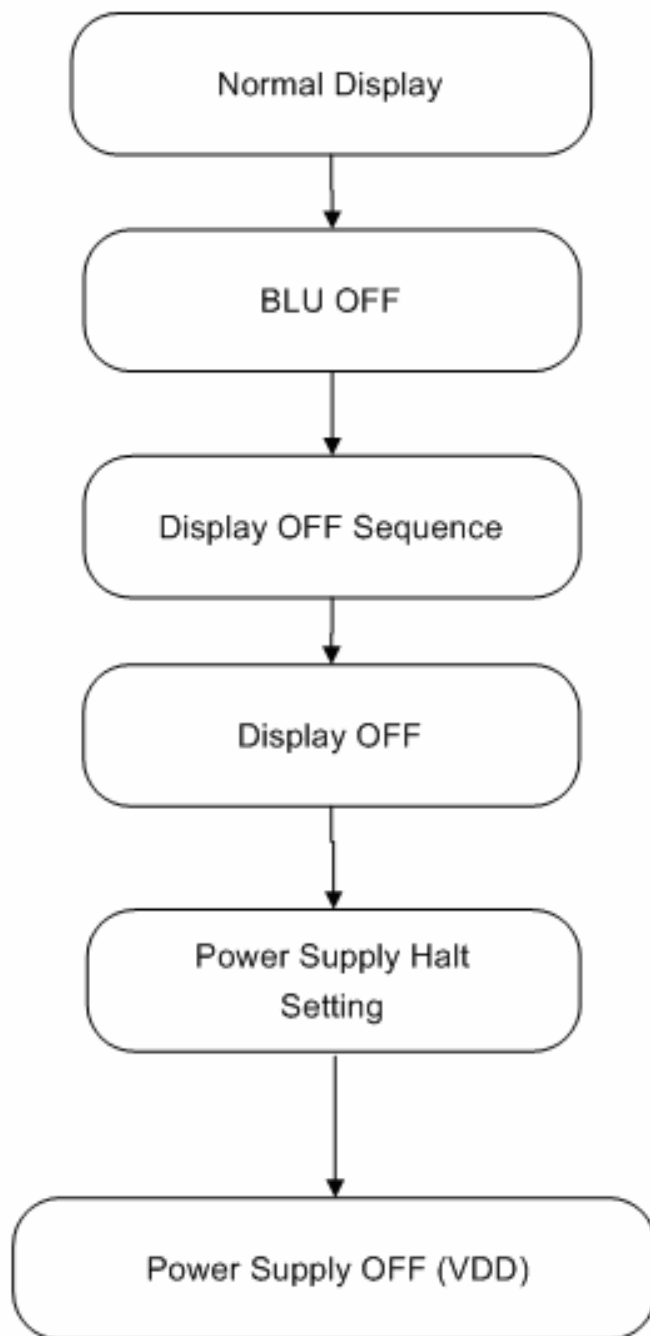 Normal Display
BLU OFF
Display OFF Sequence
Display OFF
Power Supply Halt
Setting
Power Supply OFF (VDD)